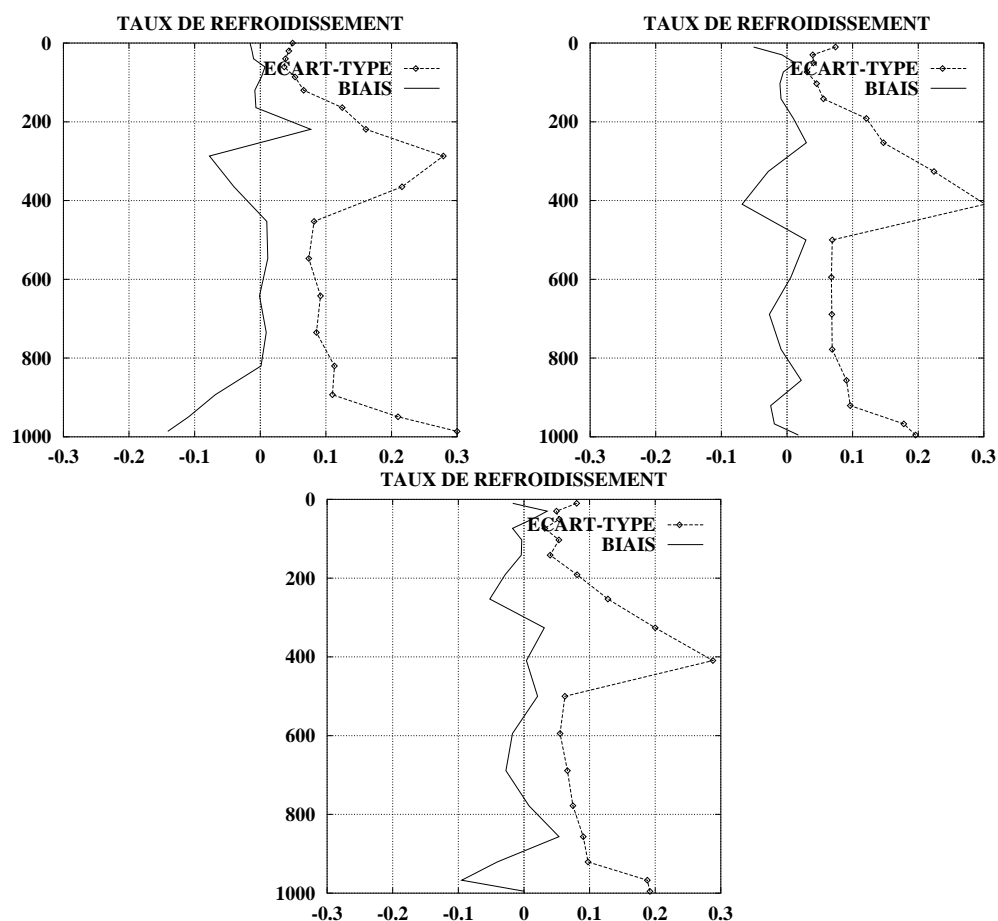 TAUX DE REFROIDISSEMENT
0
200
400
600
800
1000
ECART-TYPE
BIAIS
-0.3 -0.2 -0.1 0 0.1 0.2 0.3
TAUX DE REFROIDISSEMENT
0
200
400
600
800
1000
ECART-TYPE
BIAIS
-0.3 -0.2 -0.1 0 0.1 0.2 0.3
TAUX DE REFROIDISSEMENT
0
200
400
600
800
1000
ECART-TYPE
BIAIS
-0.3 -0.2 -0.1 0 0.1 0.2 0.3